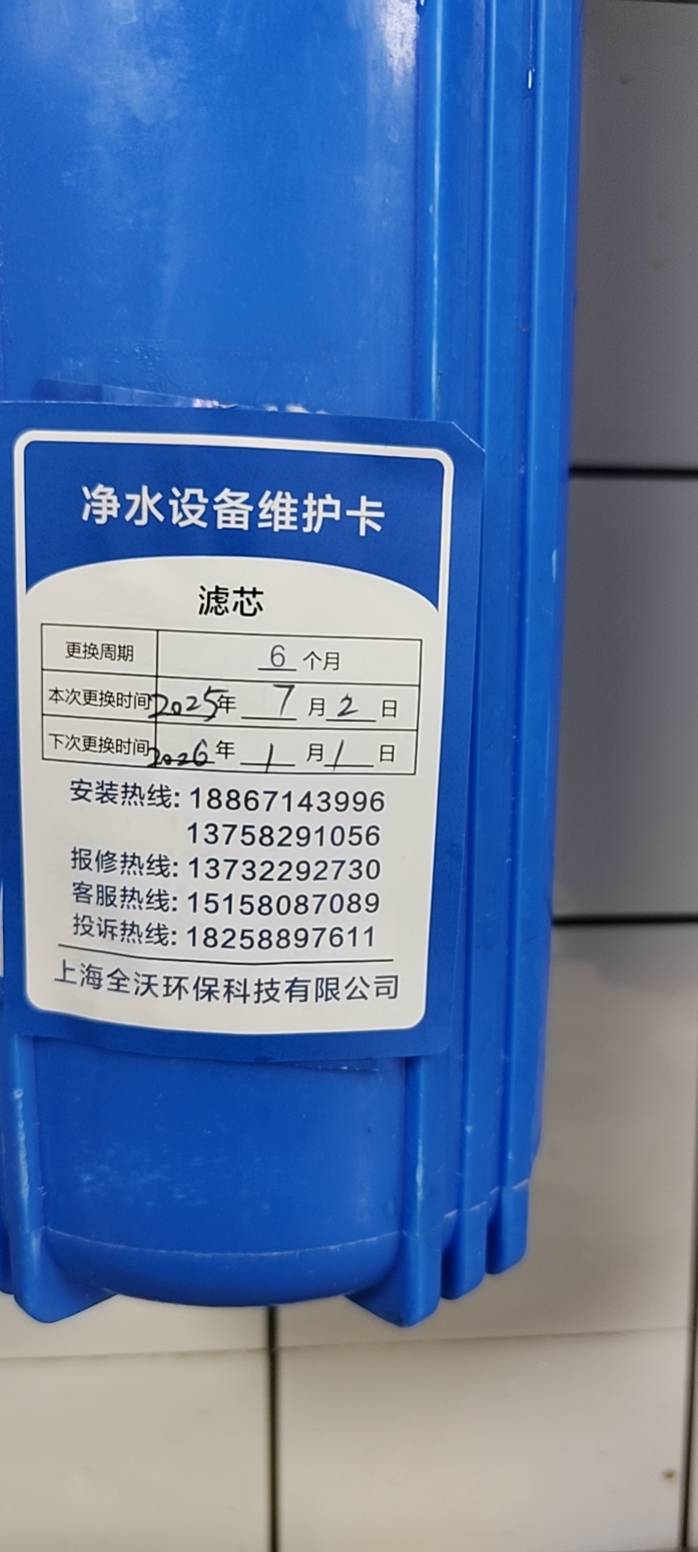 净水设备维护卡
滤芯
更换周期 6 个月
本次更换时间 2025年 7 月 2 日
下次更换时间 2026年 1 月 1 日
安装热线: 18867143996
13758291056
报修热线: 13732292730
客服热线: 15158087089
投诉热线: 18258897611
上海全沃环保科技有限公司